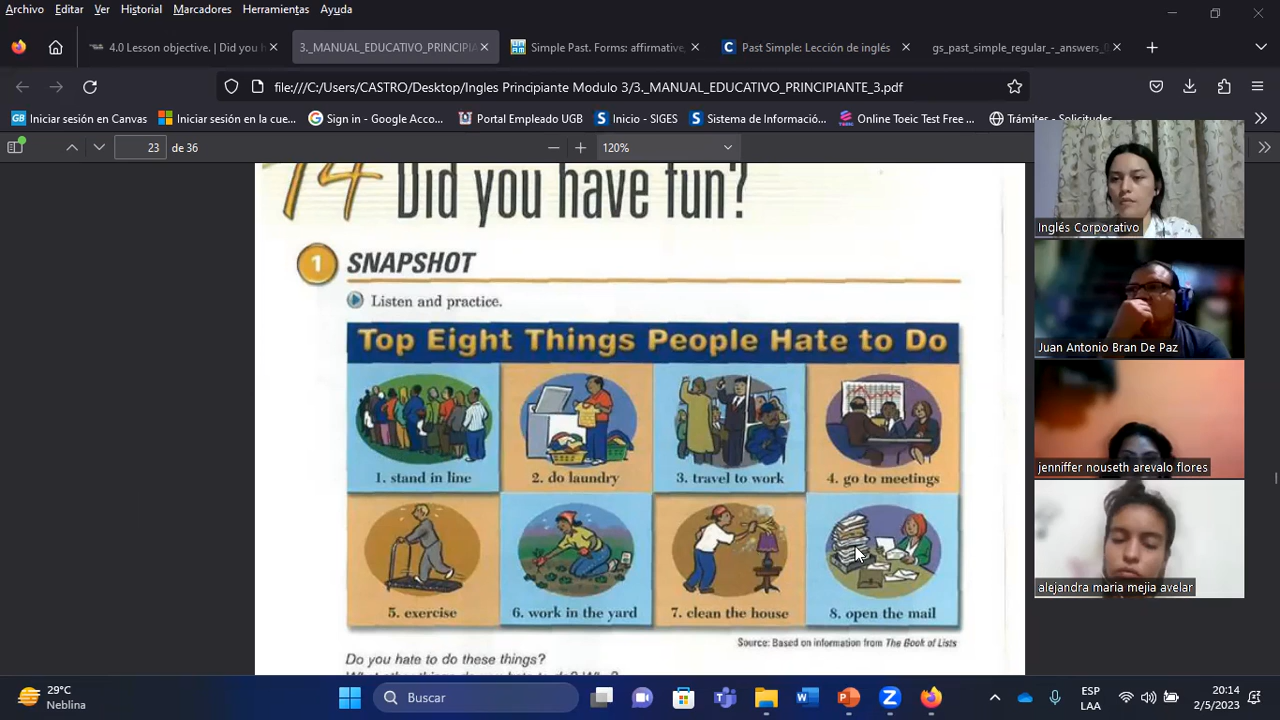 Archivo Editar Ver Historial Marcadores Herramientas Ayuda
4.0 Lesson objective. | Did you h
3._MANUAL_EDUCATIVO_PRINCIPIA
Simple Past. Forms: affirmative,
Past Simple: Lección de inglés
gs_past_simple_regular_-_answers_
file:///C:/Users/CASTRO/Desktop/Ingles Principiante Modulo 3/3._MANUAL_EDUCATIVO_PRINCIPIANTE_3.pdf
Iniciar sesión en Canvas
Iniciar sesión en la cue...
Sign in - Google Acco...
Portal Empleado UGB
Inicio - SIGES
Sistema de Informació...
Online Toeic Test Free ...
Trámites - Solicitudes
23 de 36
120%
14 Did you have fun?
1 SNAPSHOT
Listen and practice.
Top Eight Things People Hate to Do
1. stand in line
2. do laundry
3. travel to work
4. go to meetings
5. exercise
6. work in the yard
7. clean the house
8. open the mail
Source: Based on information from The Book of Lists
Do you hate to do these things?
Inglés Corporativo
Juan Antonio Bran De Paz
jenniffer nouseth arevalo flores
alejandra maria mejia avelar
29°C
Neblina
Buscar
ESP
LAA
20:14
2/5/2023